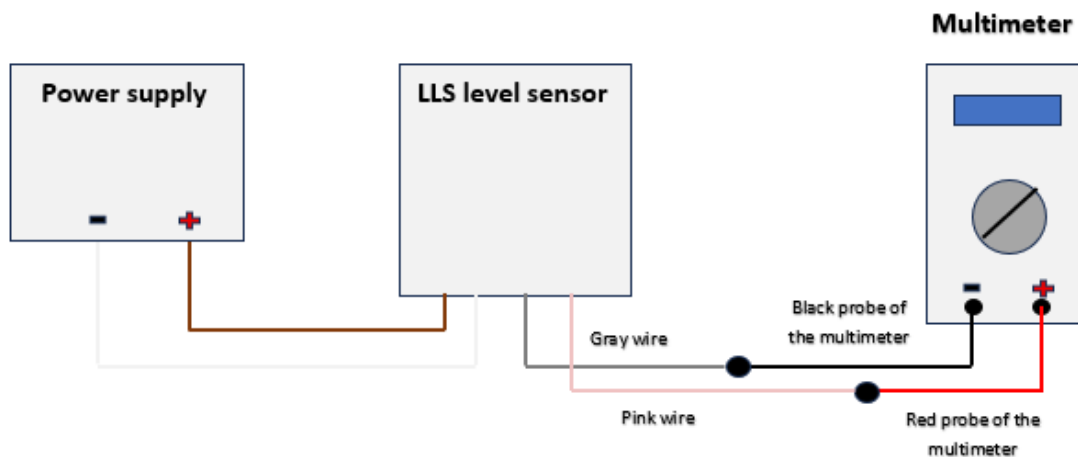 Multimeter
Power supply
LLS level sensor
- +
- +
Black probe of
the multimeter
Gray wire
Pink wire
Red probe of the
multimeter